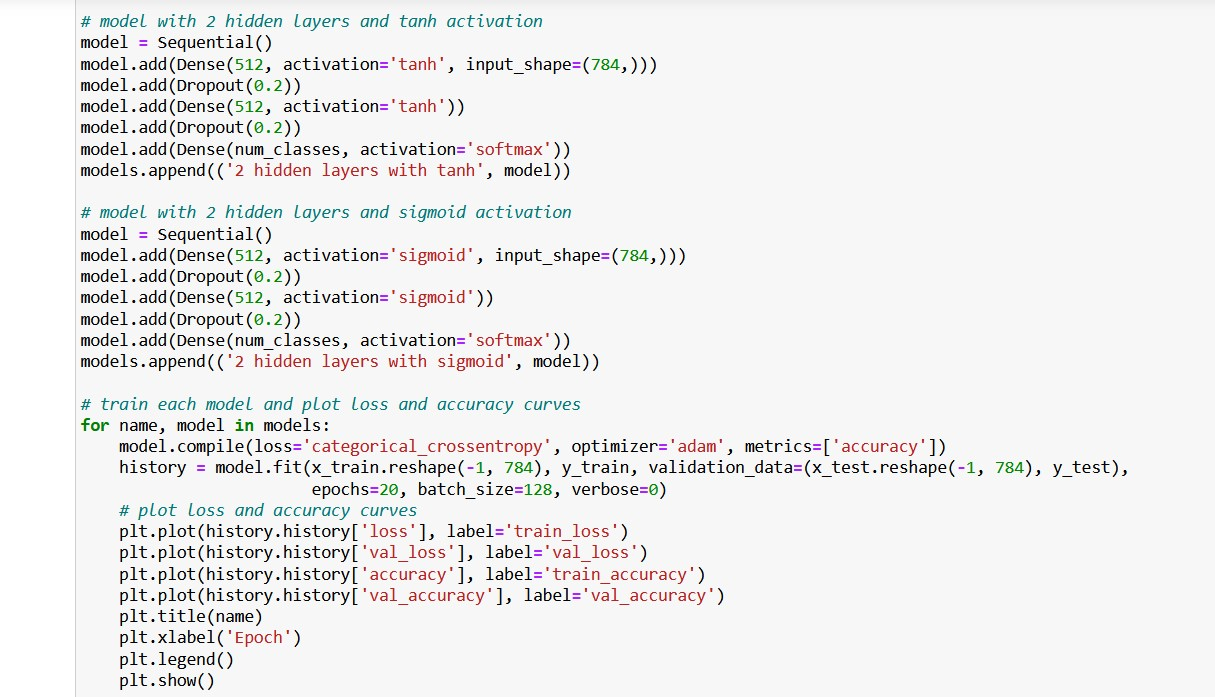 # model with 2 hidden layers and tanh activation
model = Sequential()
model.add(Dense(512, activation='tanh', input_shape=(784,)))
model.add(Dropout(0.2))
model.add(Dense(512, activation='tanh'))
model.add(Dropout(0.2))
model.add(Dense(num_classes, activation='softmax'))
models.append(('2 hidden layers with tanh', model))

# model with 2 hidden layers and sigmoid activation
model = Sequential()
model.add(Dense(512, activation='sigmoid', input_shape=(784,)))
model.add(Dropout(0.2))
model.add(Dense(512, activation='sigmoid'))
model.add(Dropout(0.2))
model.add(Dense(num_classes, activation='softmax'))
models.append(('2 hidden layers with sigmoid', model))

# train each model and plot loss and accuracy curves
for name, model in models:
    model.compile(loss='categorical_crossentropy', optimizer='adam', metrics=['accuracy'])
    history = model.fit(x_train.reshape(-1, 784), y_train, validation_data=(x_test.reshape(-1, 784), y_test),
                        epochs=20, batch_size=128, verbose=0)
    # plot loss and accuracy curves
    plt.plot(history.history['loss'], label='train_loss')
    plt.plot(history.history['val_loss'], label='val_loss')
    plt.plot(history.history['accuracy'], label='train_accuracy')
    plt.plot(history.history['val_accuracy'], label='val_accuracy')
    plt.title(name)
    plt.xlabel('Epoch')
    plt.legend()
    plt.show()